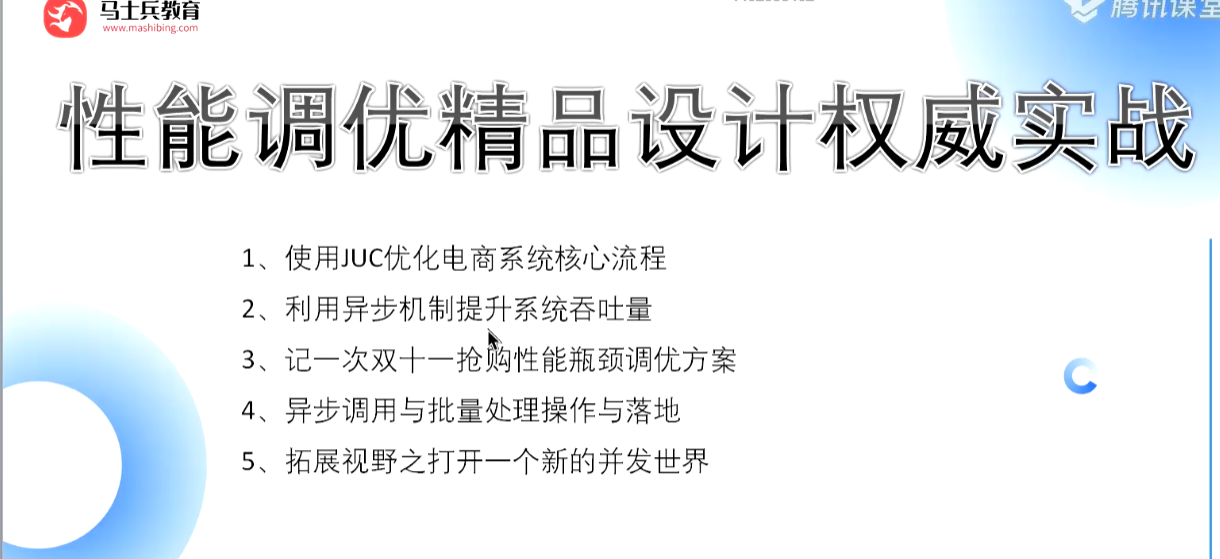 马士兵教育
www.mashibing.com
腾讯课堂
性能调优精品设计权威实战
1、使用JUC优化电商系统核心流程
2、利用异步机制提升系统吞吐量
3、记一次双十一抢购性能瓶颈调优方案
4、异步调用与批量处理操作与落地
5、拓展视野之打开一个新的并发世界